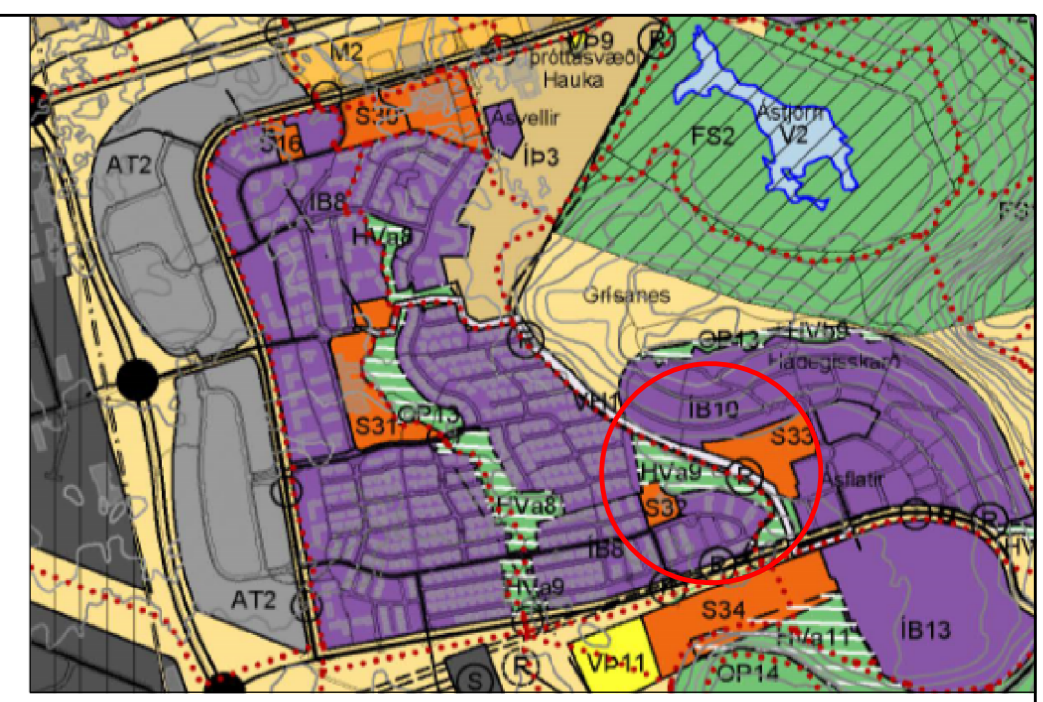 M2
VÞ9
R
Íþróttasvæði
Hauka
S30
Ásvellir
S16
ÍÞ3
AT2
FS2
Ástjörn
V2
ÍB8
HVa8
Grísanes
R
OP13
HVb9
Hádegisskarð
VH1
ÍB10
OP13
S31
S33
HVa9
R
Ásflatir
S32
HVa8
R
R
ÍB8
R
R
HVa9
AT2
S34
HVa11
ÍB13
VÞ11
R
S
OP14